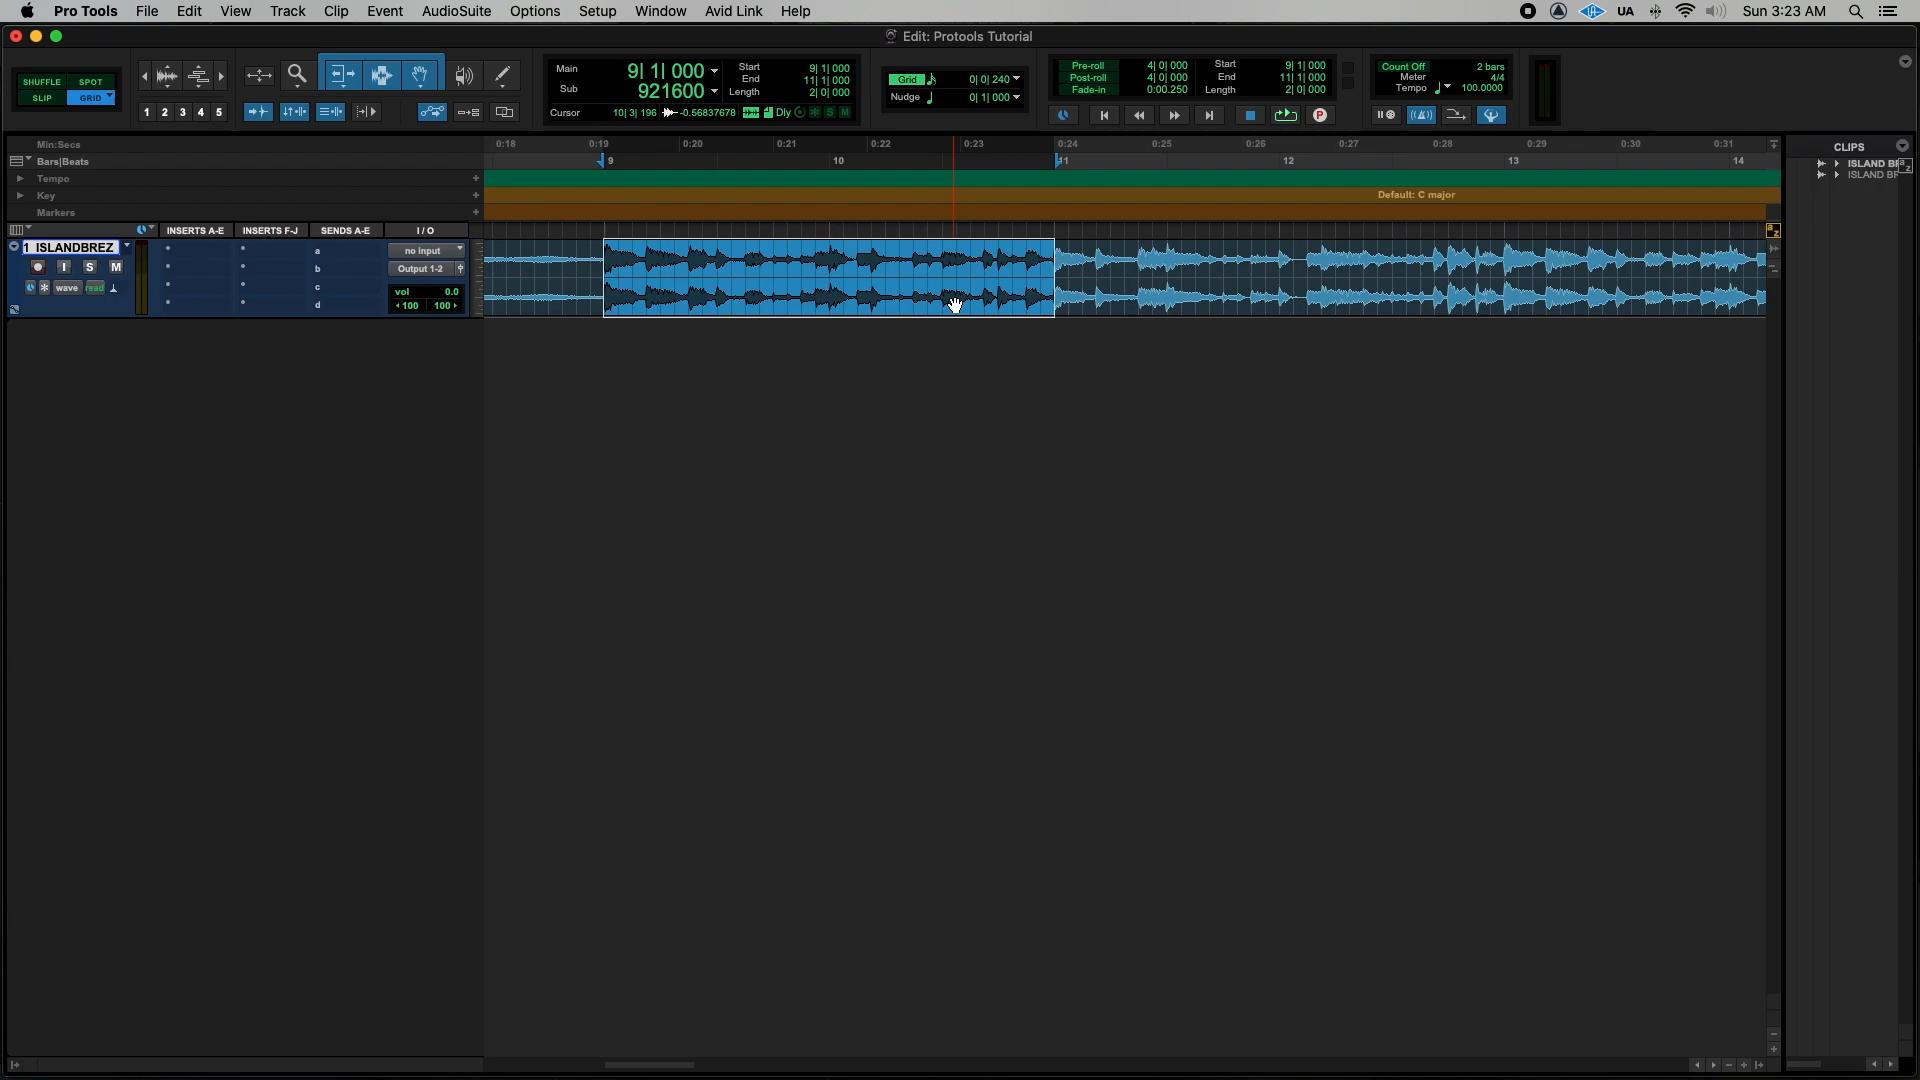 Pro Tools File Edit View Track Clip Event AudioSuite Options Setup Window Avid Link Help UA Sun 3:23 AM
Edit: Protools Tutorial
SHUFFLE SPOT
SLIP GRID
1 2 3 4 5
Main 9| 1| 000
Sub 921600
Start 9| 1| 000
End 11| 1| 000
Length 2| 0| 000
Cursor 10| 3| 196 -0.56837678 Dly S M
Grid 0| 0| 240
Nudge 0| 1| 000
Pre-roll 4| 0| 000
Post-roll 4| 0| 000
Fade-in 0:00.250
Start 9| 1| 000
End 11| 1| 000
Length 2| 0| 000
P
Count Off 2 bars
Meter 4/4
Tempo 100.0000
Min:Secs 0:18 0:19 0:20 0:21 0:22 0:23 0:24 0:25 0:26 0:27 0:28 0:29 0:30 0:31
Bars|Beats 9 10 11 12 13 14
Tempo +
Key + Default: C major
Markers +
CLIPS
ISLAND
ISLAND
INSERTS A-E INSERTS F-J SENDS A-E I / O
1 ISLANDBREZ
I S M
wave read
a
b
c
d
no input
Output 1-2
vol 0.0
100 100
a z
a z